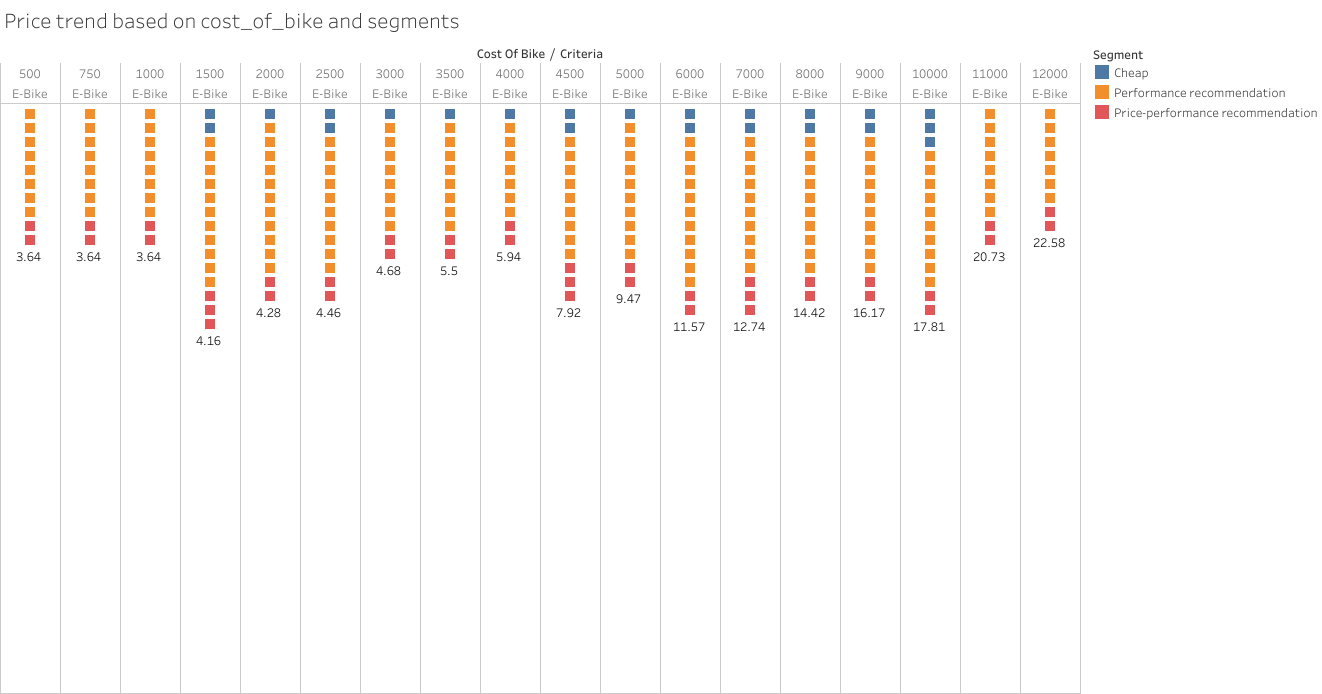 Price trend based on cost_of_bike and segments
Cost Of Bike / Criteria
Segment
500 750 1000 1500 2000 2500 3000 3500 4000 4500 5000 6000 7000 8000 9000 10000 11000 12000
Cheap
E-Bike E-Bike E-Bike E-Bike E-Bike E-Bike E-Bike E-Bike E-Bike E-Bike E-Bike E-Bike E-Bike E-Bike E-Bike E-Bike E-Bike E-Bike
Performance recommendation
Price-performance recommendation
3.64 3.64 3.64 4.16 4.28 4.46 4.68 5.5 5.94 7.92 9.47 11.57 12.74 14.42 16.17 17.81 20.73 22.58